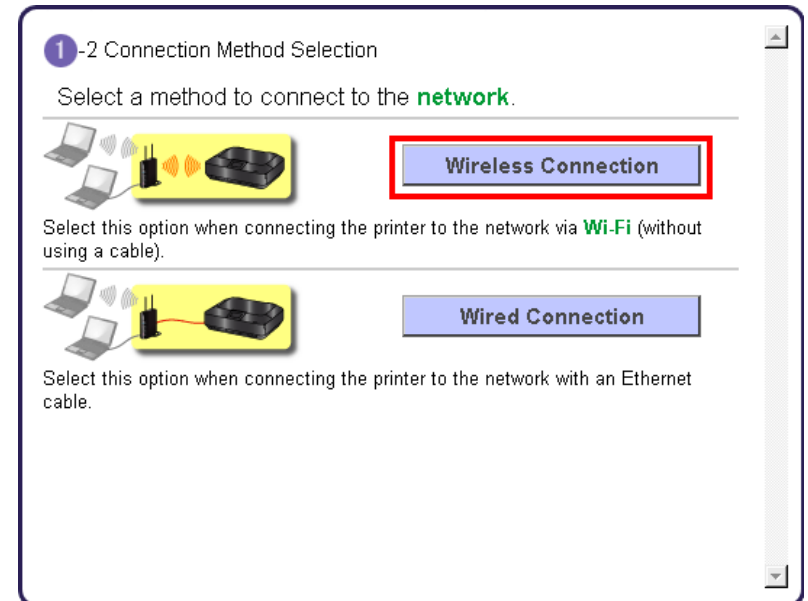 1-2 Connection Method Selection
Select a method to connect to the network.
Wireless Connection
Select this option when connecting the printer to the network via Wi-Fi (without
using a cable).
Wired Connection
Select this option when connecting the printer to the network with an Ethernet
cable.